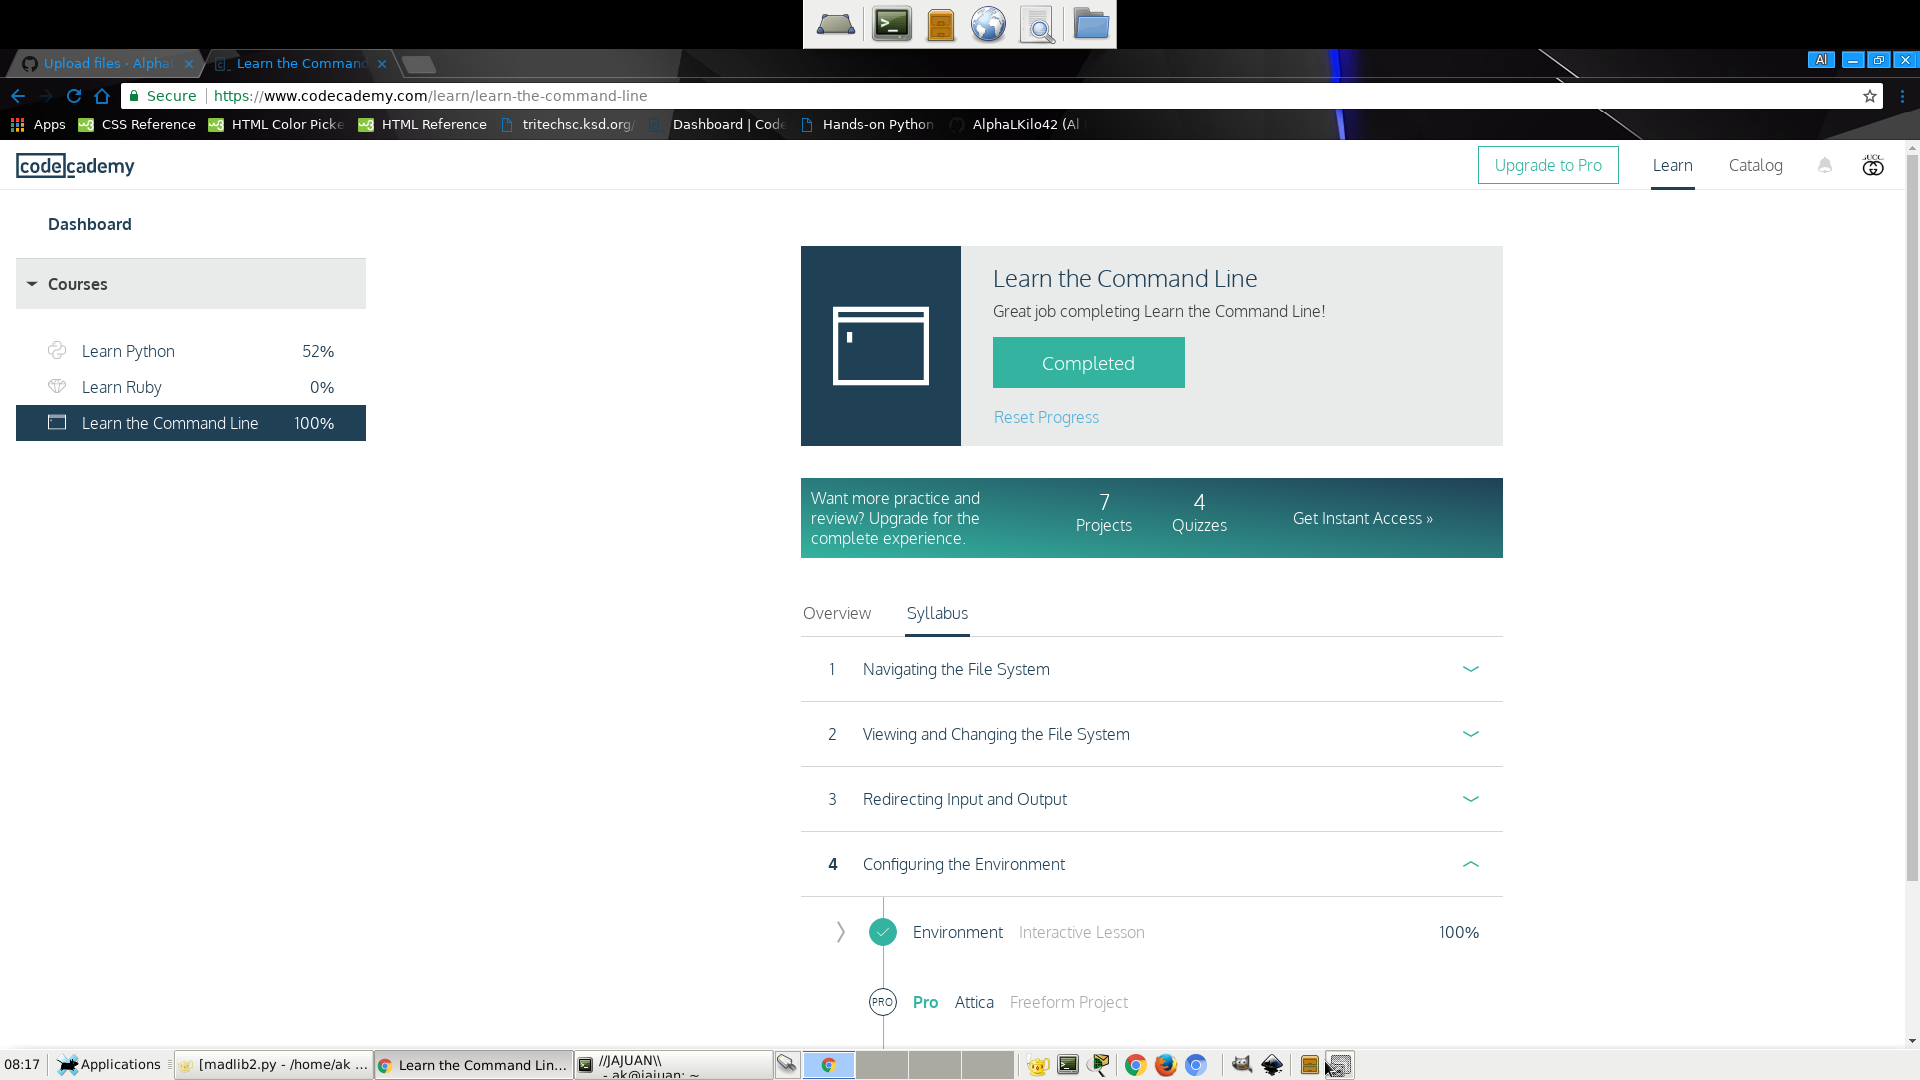 Upload files · Alpha
Learn the Command
Al
Secure https://www.codecademy.com/learn/learn-the-command-line
Apps CSS Reference HTML Color Picke HTML Reference tritechsc.ksd.org/ Dashboard | Code Hands-on Python AlphaLKilo42 (Al
codecademy
Upgrade to Pro Learn Catalog
Dashboard
Courses
Learn Python 52%
Learn Ruby 0%
Learn the Command Line 100%
Learn the Command Line
Great job completing Learn the Command Line!
Completed
Reset Progress
Want more practice and
review? Upgrade for the
complete experience.
7
Projects
4
Quizzes
Get Instant Access »
Overview Syllabus
1 Navigating the File System
2 Viewing and Changing the File System
3 Redirecting Input and Output
4 Configuring the Environment
Environment Interactive Lesson 100%
PRO Pro Attica Freeform Project
08:17 Applications [madlib2.py - /home/ak ... Learn the Command Lin... //JAJUAN\\
- ak@jajuan: ~